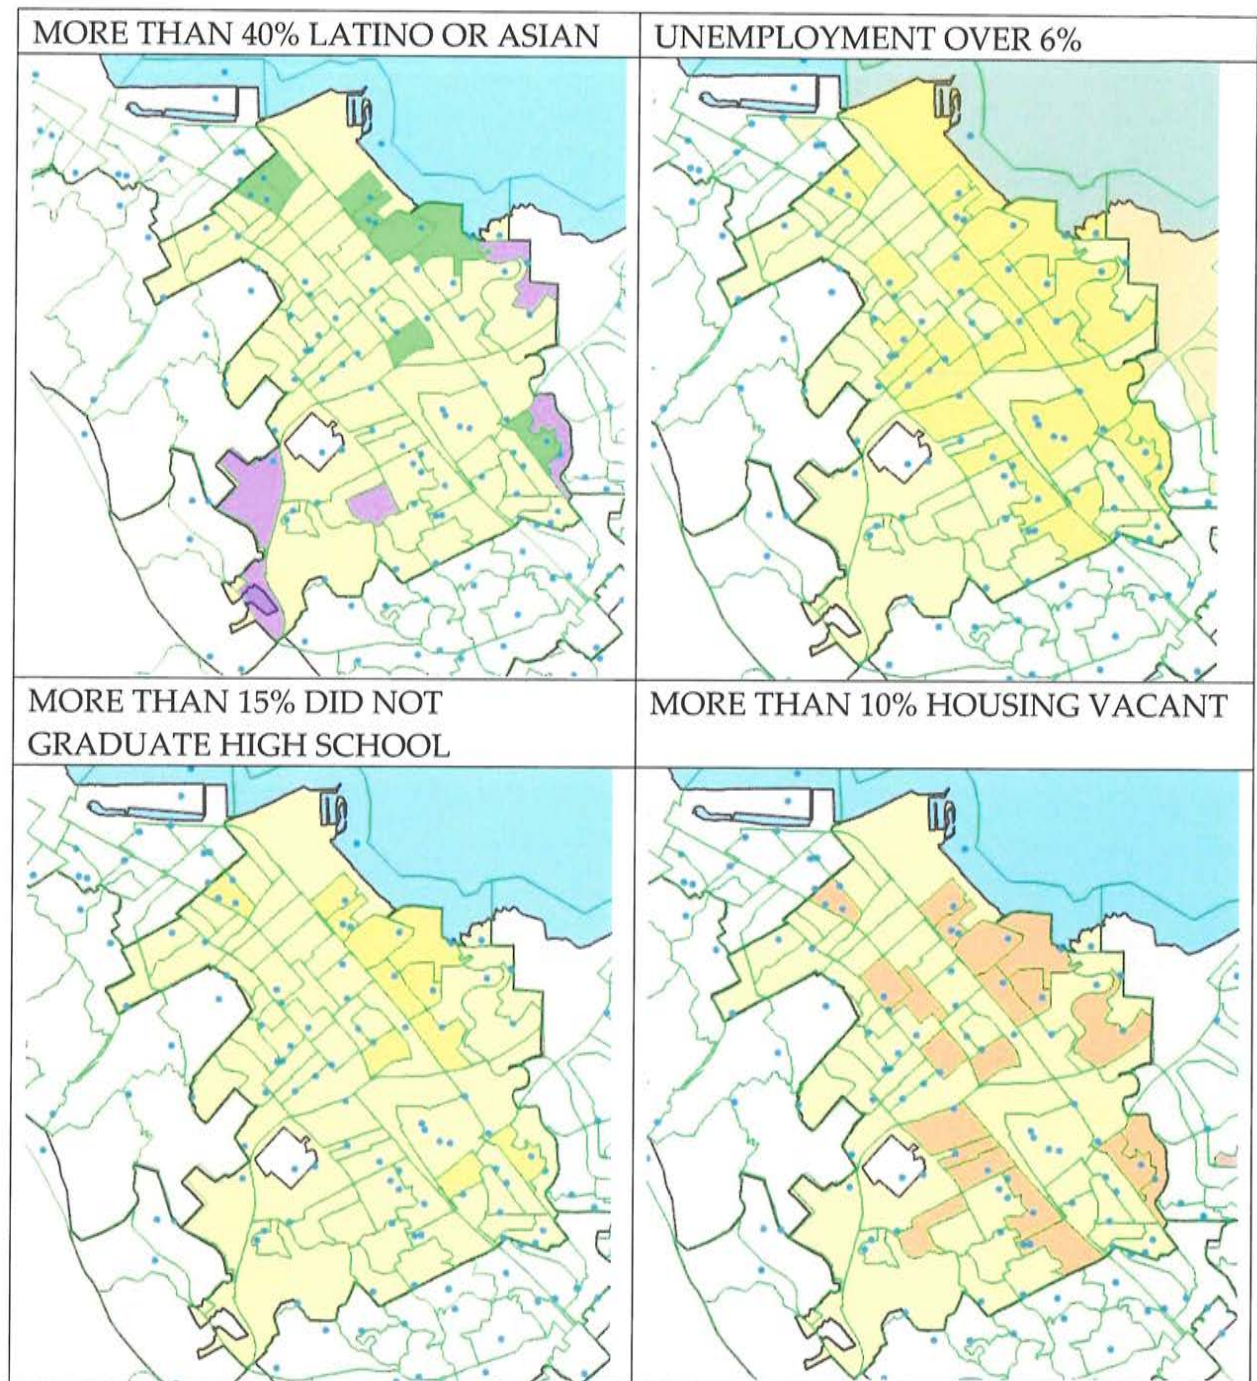 MORE THAN 40% LATINO OR ASIAN
UNEMPLOYMENT OVER 6%
MORE THAN 15% DID NOT
GRADUATE HIGH SCHOOL
MORE THAN 10% HOUSING VACANT